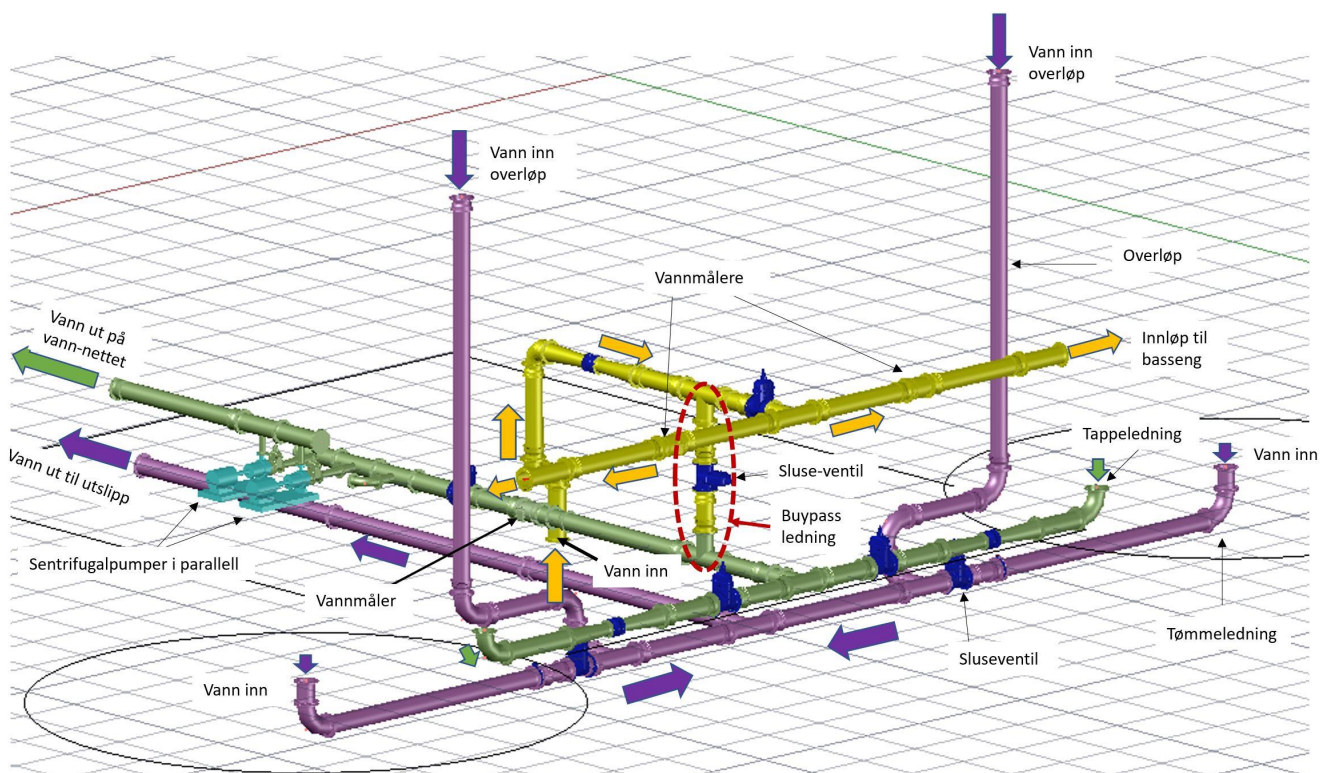 Vann inn
overløp
Vann inn
overløp
Overløp
Vannmålere
Vann ut på
vann-nettet
Innløp til
basseng
Tappeledning
Vann inn
Vann ut til utslipp
Sluse-ventil
Buypass
ledning
Sentrifugalpumper i parallell
Vann inn
Vannmåler
Tømmeledning
Sluseventil
Vann inn